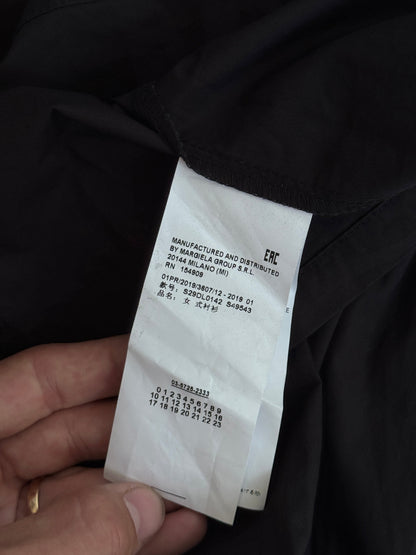 MANUFACTURED AND DISTRIBUTED
BY MARGIELA GROUP S.R.L.
20144 MILANO (MI)
RN 154909
EAC
01PR/2019/3807/12 - 2018 01
款号: S29DL0142 S49543
品名: 女 式衬衫
03-5725-2333
0 1 2 3 4 5 6 7 8 9
10 11 12 13 14 15 16
17 18 19 20 21 22 23